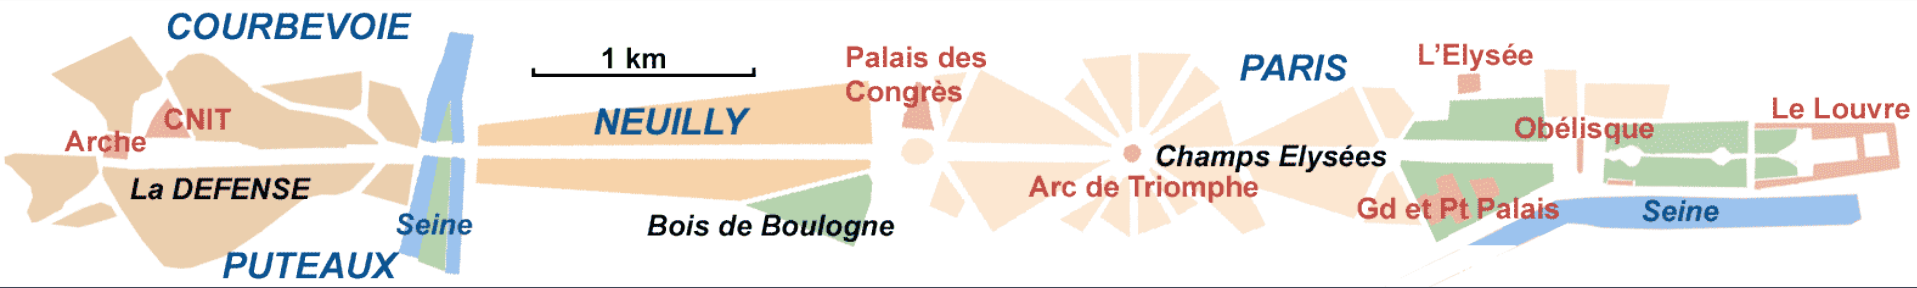 COURBEVOIE
CNIT
Arche
La DEFENSE
PUTEAUX
Seine
1 km
NEUILLY
Bois de Boulogne
Palais des
Congrès
Arc de Triomphe
Champs Elysées
PARIS
L'Elysée
Obélisque
Gd et Pt Palais
Seine
Le Louvre